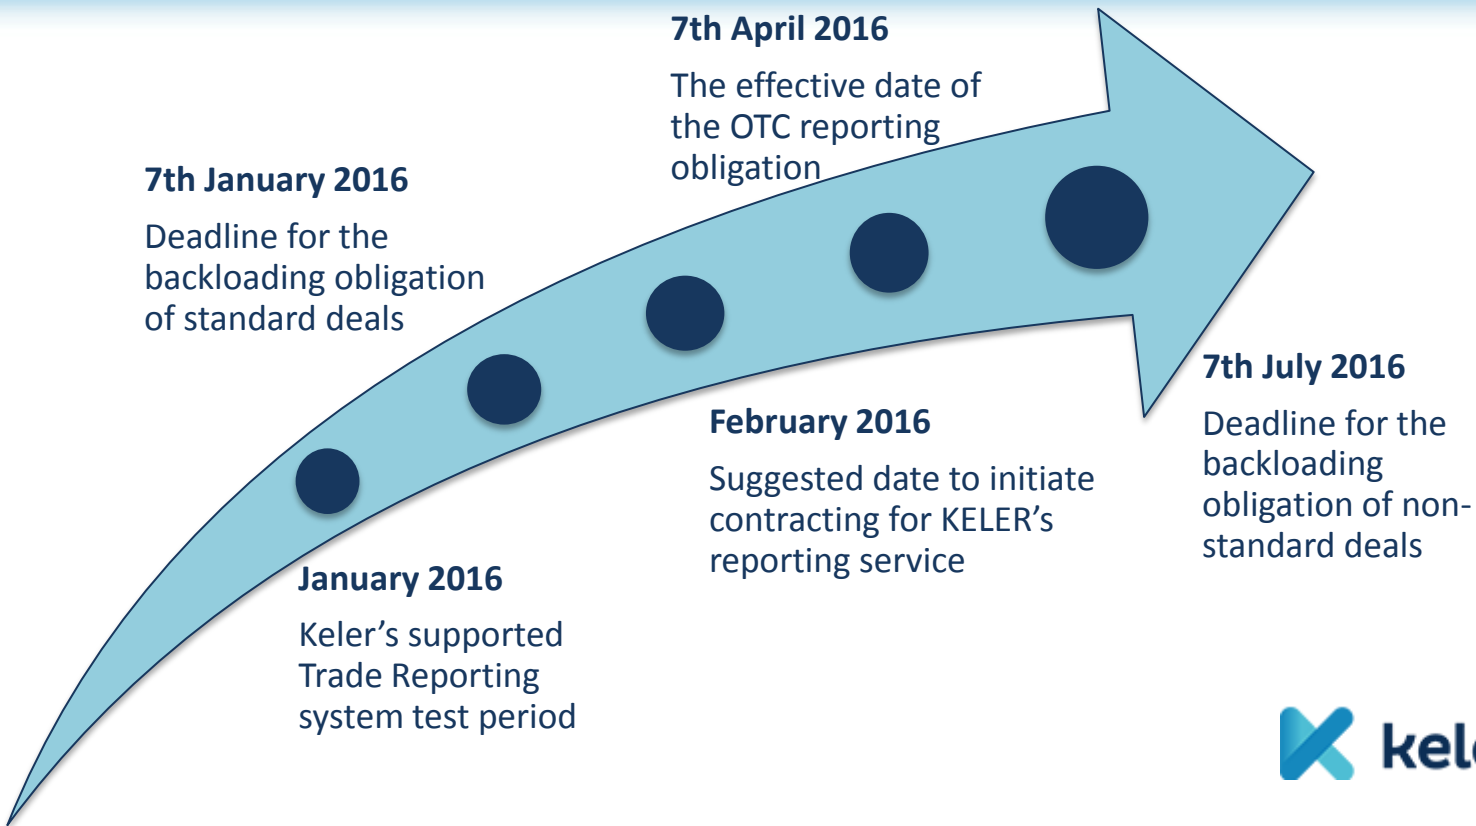 7th January 2016
Deadline for the
backloading obligation
of standard deals
January 2016
Keler’s supported
Trade Reporting
system test period
7th April 2016
The effective date of
the OTC reporting
obligation
February 2016
Suggested date to initiate
contracting for KELER’s
reporting service
7th July 2016
Deadline for the
backloading
obligation of non-
standard deals